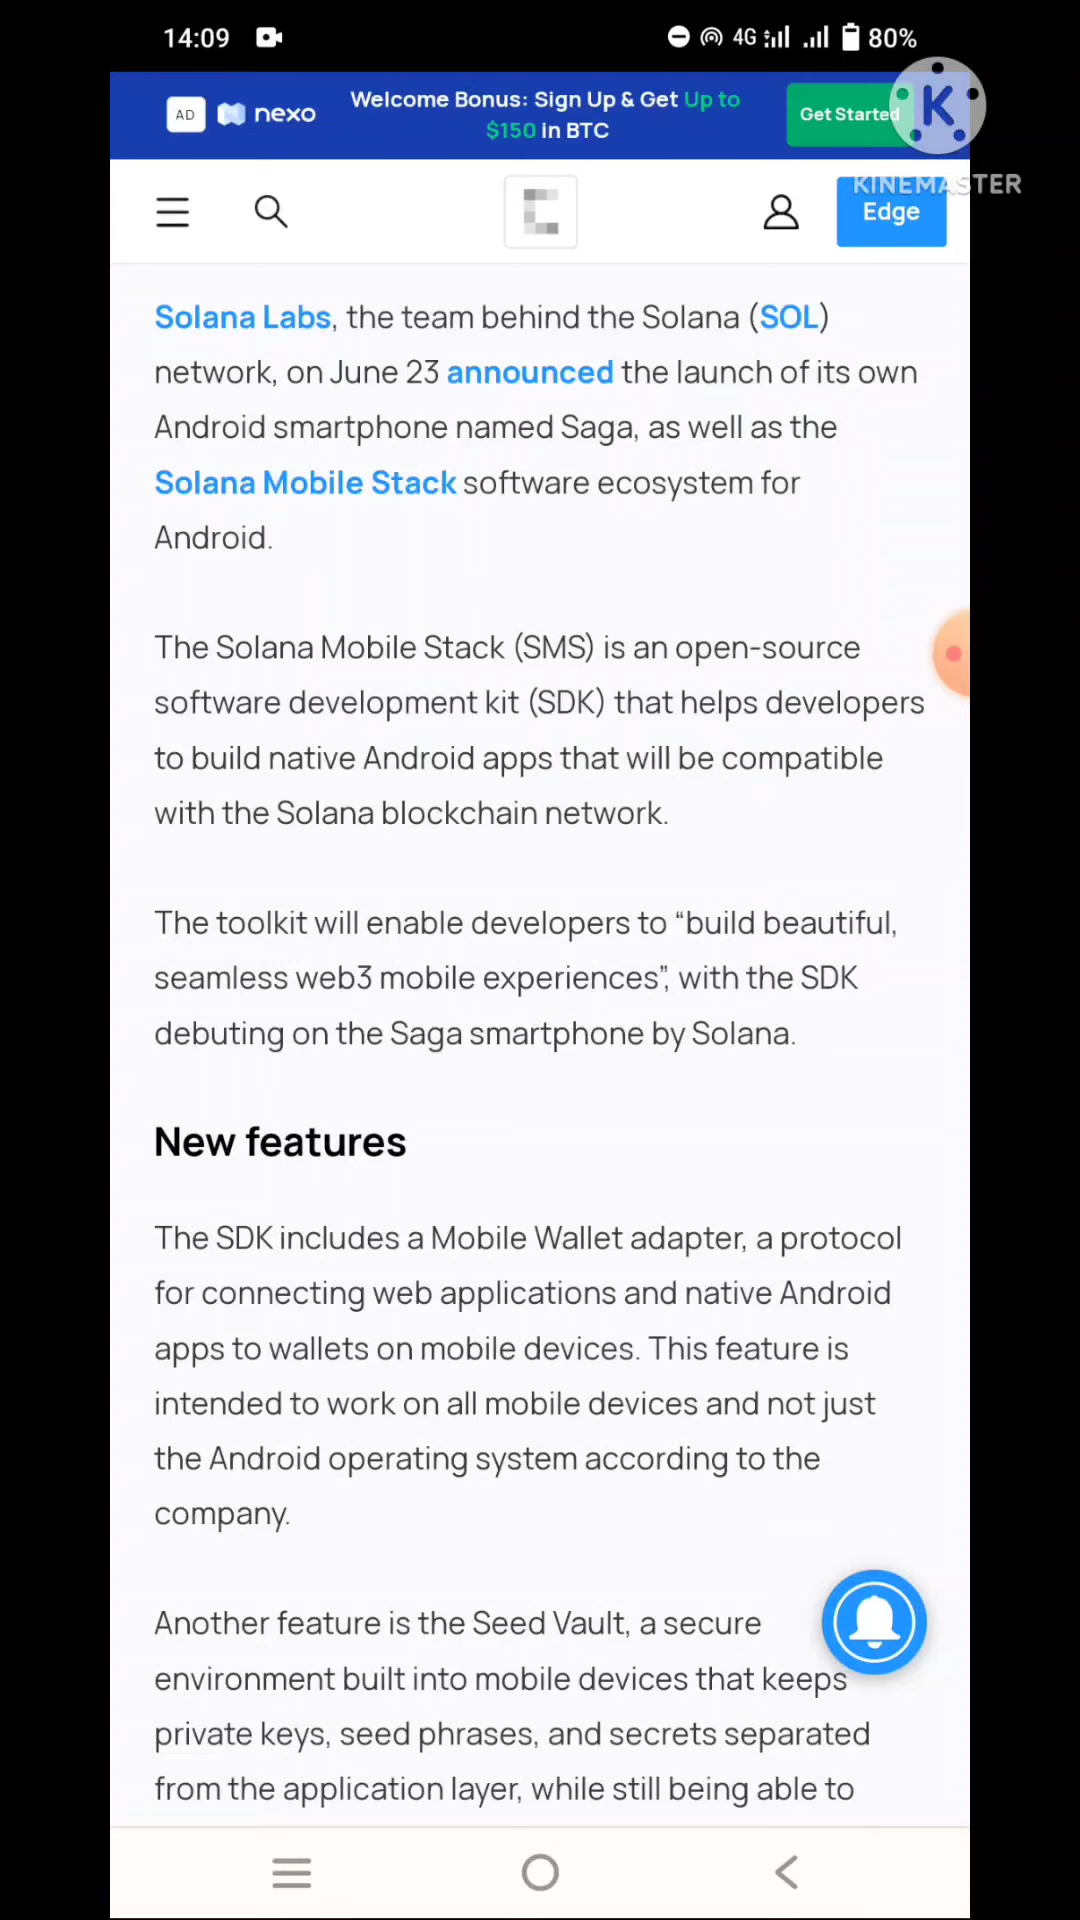 14:09
4G
80%
AD
nexo
Welcome Bonus: Sign Up & Get Up to
$150 in BTC
Get Started
K
KINEMASTER
Edge
Solana Labs, the team behind the Solana (SOL)
network, on June 23 announced the launch of its own
Android smartphone named Saga, as well as the
Solana Mobile Stack software ecosystem for
Android.
The Solana Mobile Stack (SMS) is an open-source
software development kit (SDK) that helps developers
to build native Android apps that will be compatible
with the Solana blockchain network.
The toolkit will enable developers to “build beautiful,
seamless web3 mobile experiences”, with the SDK
debuting on the Saga smartphone by Solana.
New features
The SDK includes a Mobile Wallet adapter, a protocol
for connecting web applications and native Android
apps to wallets on mobile devices. This feature is
intended to work on all mobile devices and not just
the Android operating system according to the
company.
Another feature is the Seed Vault, a secure
environment built into mobile devices that keeps
private keys, seed phrases, and secrets separated
from the application layer, while still being able to